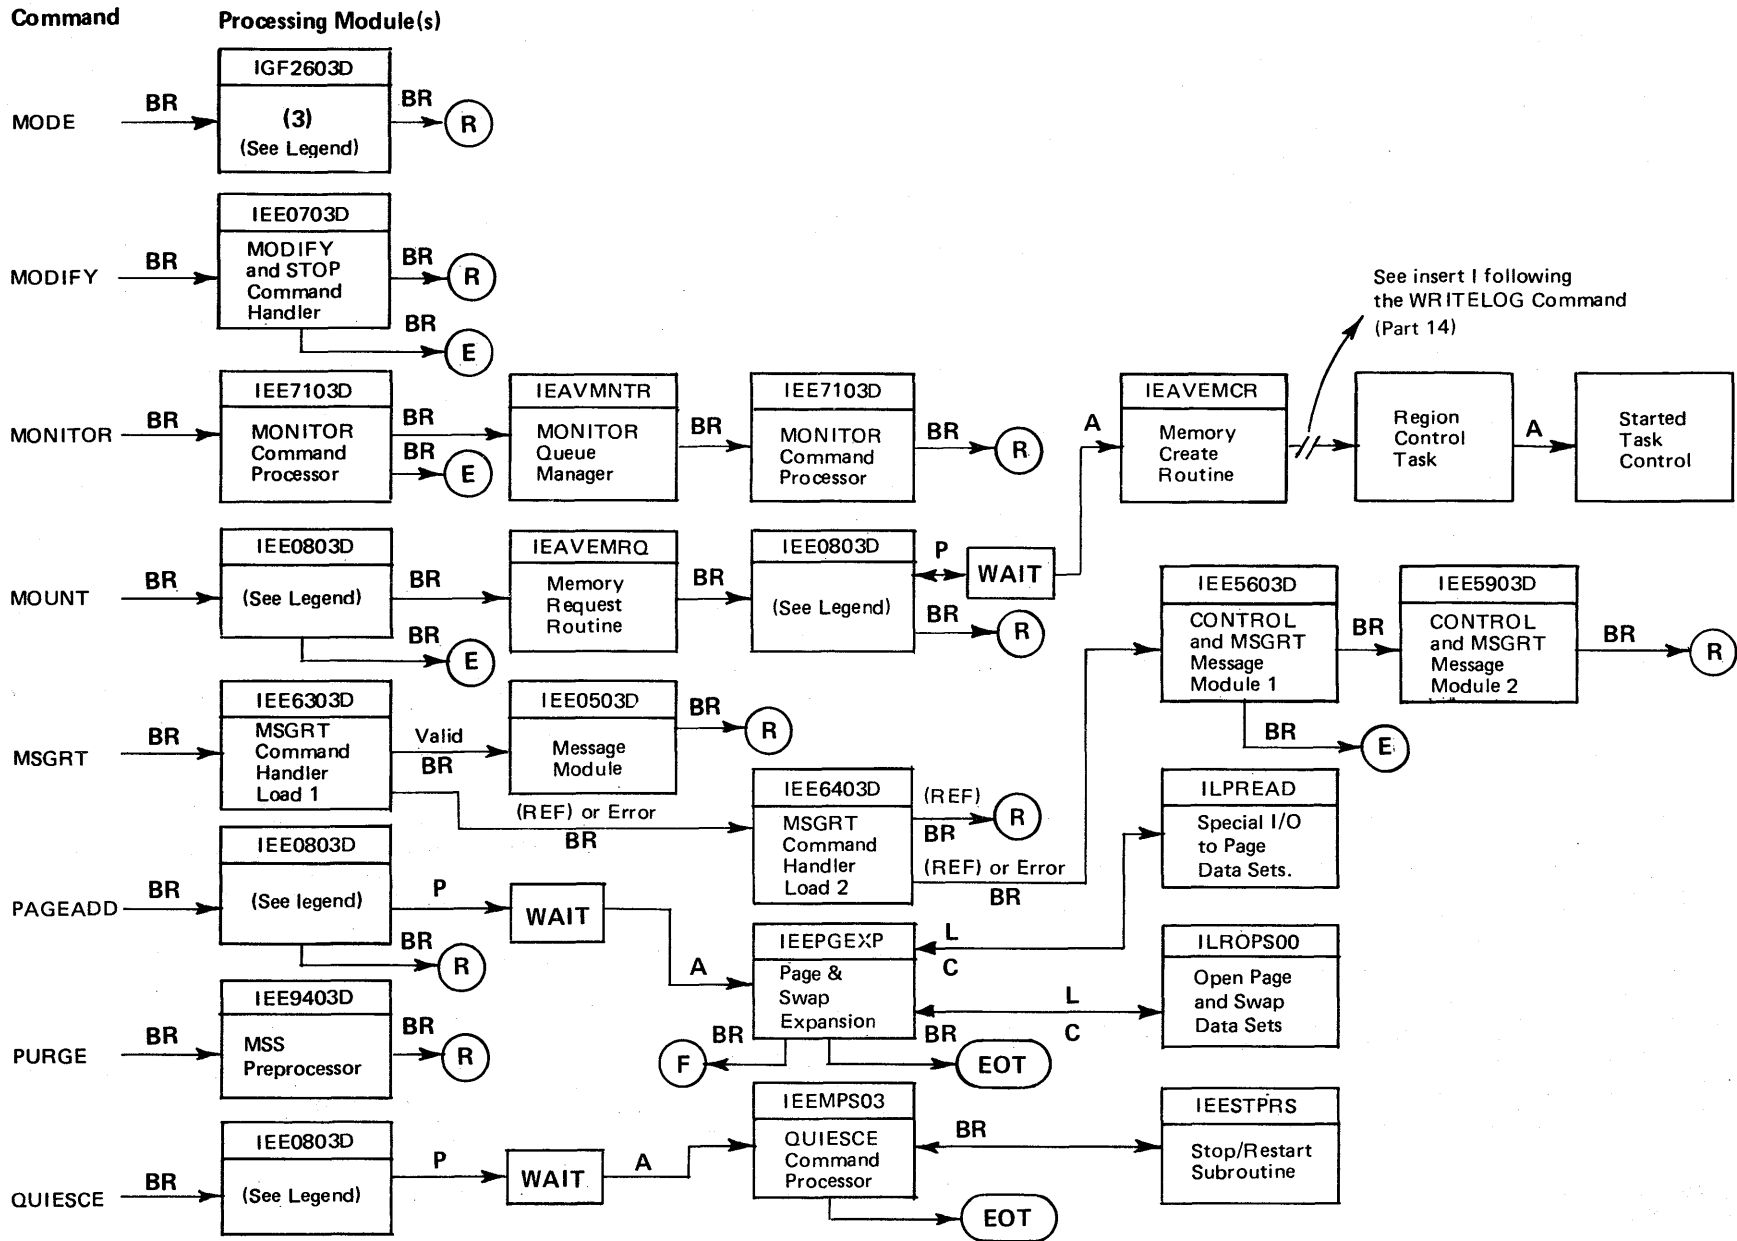 Command Processing Module(s)
MODE
BR
IGF2603D
(3)
(See Legend)
BR
R
MODIFY
BR
IEE0703D
MODIFY
and STOP
Command
Handler
BR
R
BR
E
MONITOR
BR
IEE7103D
MONITOR
Command
Processor
BR
BR
E
IEAVMNTR
MONITOR
Queue
Manager
BR
IEE7103D
MONITOR
Command
Processor
BR
R
MOUNT
BR
IEE0803D
(See Legend)
BR
BR
E
IEAVEMRQ
Memory
Request
Routine
BR
IEE0803D
(See Legend)
P
WAIT
BR
R
A
IEAVEMCR
Memory
Create
Routine
See insert I following
the WRITELOG Command
(Part 14)
Region
Control
Task
A
Started
Task
Control
MSGRT
BR
IEE6303D
MSGRT
Command
Handler
Load 1
Valid
BR
IEE0503D
Message
Module
BR
R
(REF) or Error
BR
IEE6403D
MSGRT
Command
Handler
Load 2
(REF)
BR
R
(REF) or Error
BR
IEE5603D
CONTROL
and MSGRT
Message
Module 1
BR
IEE5903D
CONTROL
and MSGRT
Message
Module 2
BR
R
BR
E
PAGEADD
BR
IEE0803D
(See legend)
P
WAIT
BR
R
A
IEEPGEXP
Page &
Swap
Expansion
L
C
ILPREAD
Special I/O
to Page
Data Sets.
L
C
ILROPS00
Open Page
and Swap
Data Sets
BR
F
BR
EOT
PURGE
BR
IEE9403D
MSS
Preprocessor
BR
R
QUIESCE
BR
IEE0803D
(See Legend)
P
WAIT
A
IEEMPS03
QUIESCE
Command
Processor
BR
IEESTPRS
Stop/Restart
Subroutine
EOT